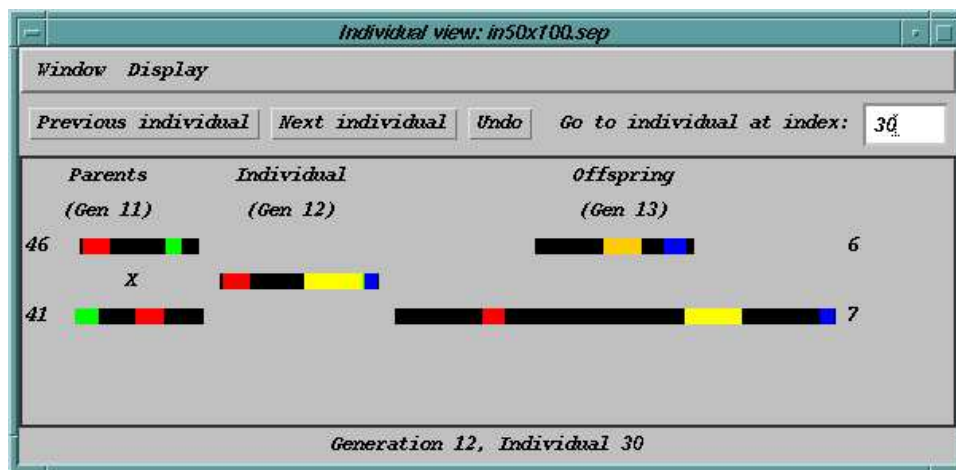 Individual view: in50x100.sep
Window Display
Previous individual Next individual Undo Go to individual at index: 30
Parents Individual Offspring
(Gen 11) (Gen 12) (Gen 13)
46 6
X
41 7
Generation 12, Individual 30